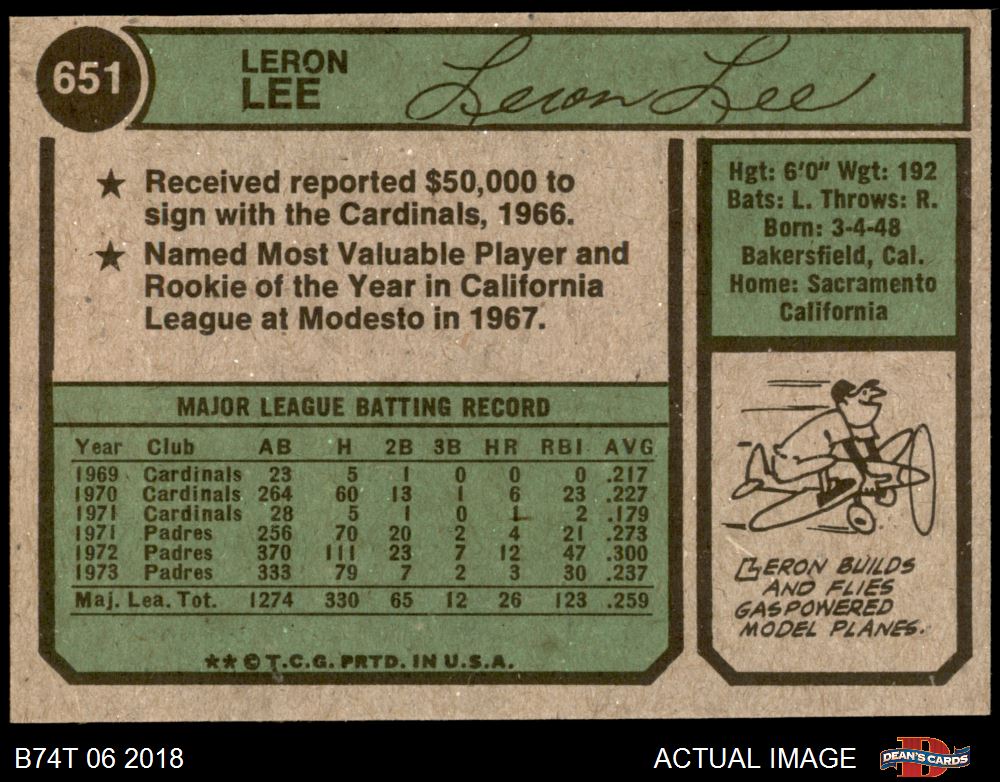 651
LERON
LEE
Leron Lee
★ Received reported $50,000 to
sign with the Cardinals, 1966.
★ Named Most Valuable Player and
Rookie of the Year in California
League at Modesto in 1967.
Hgt: 6'0" Wgt: 192
Bats: L. Throws: R.
Born: 3-4-48
Bakersfield, Cal.
Home: Sacramento
California
MAJOR LEAGUE BATTING RECORD
Year Club AB H 2B 3B HR RBI AVG
1969 Cardinals 23 5 1 0 0 0 .217
1970 Cardinals 264 60 13 1 6 23 .227
1971 Cardinals 28 5 1 0 1 2 .179
1971 Padres 256 70 20 2 4 21 .273
1972 Padres 370 111 23 7 12 47 .300
1973 Padres 333 79 7 2 3 30 .237
Maj. Lea. Tot. 1274 330 65 12 26 123 .259
★★ © T.C.G. PRTD. IN U.S.A.
LERON BUILDS
AND FLIES
GASPOWERED
MODEL PLANES.
B74T 06 2018
ACTUAL IMAGE
DEAN'S CARDS